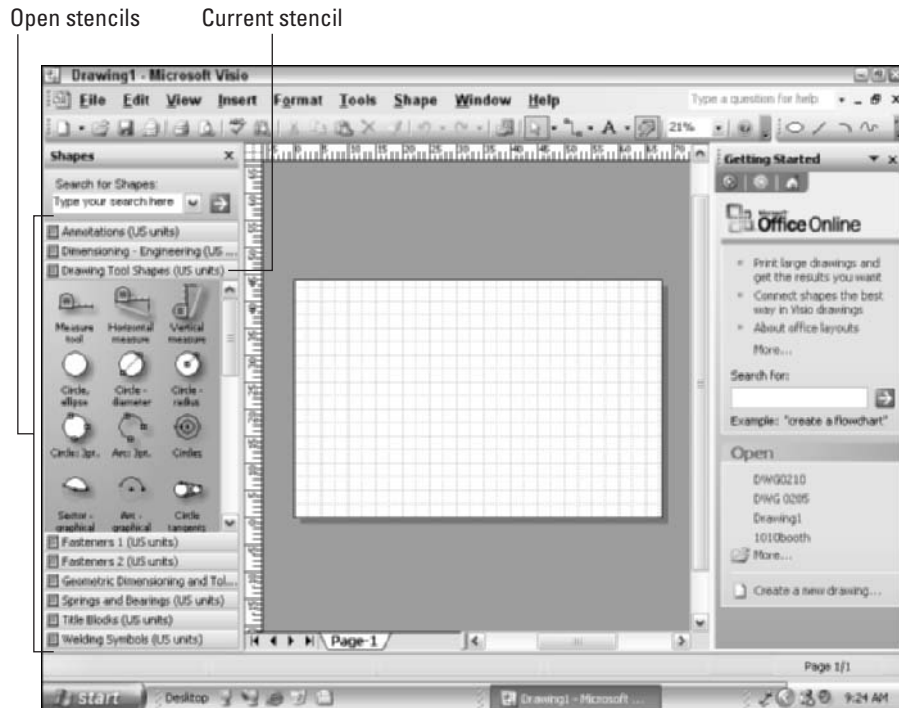 Open stencils
Current stencil
Drawing1 - Microsoft Visio
File Edit View Insert Format Tools Shape Window Help
Type a question for help
21%
Shapes
Search for Shapes:
Type your search here
Annotations (US units)
Dimensioning - Engineering (US ...
Drawing Tool Shapes (US units)
Measure tool
Horizontal measure
Vertical measure
Circle, ellipse
Circle - diameter
Circle - radius
Circle: 3pt.
Arc: 3pt.
Circles
Sector - graphical
Arc - graphical
Circle tangents
Fasteners 1 (US units)
Fasteners 2 (US units)
Geometric Dimensioning and Tol...
Springs and Bearings (US units)
Title Blocks (US units)
Welding Symbols (US units)
Page-1
Getting Started
Microsoft
Office Online
Print large drawings and
get the results you want
Connect shapes the best
way in Visio drawings
About office layouts
More...
Search for:
Example: "create a flowchart"
Open
DWG0210
DWG 0205
Drawing1
1010booth
More...
Create a new drawing...
Page 1/1
start
Desktop
Drawing1 - Microsoft ...
9:24 AM